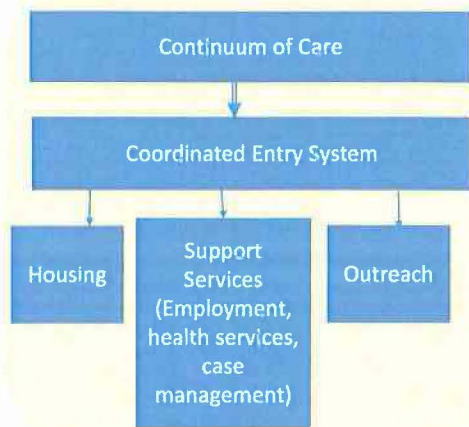 Continuum of Care
Coordinated Entry System
Housing
Support
Services
(Employment,
health services,
case
management)
Outreach